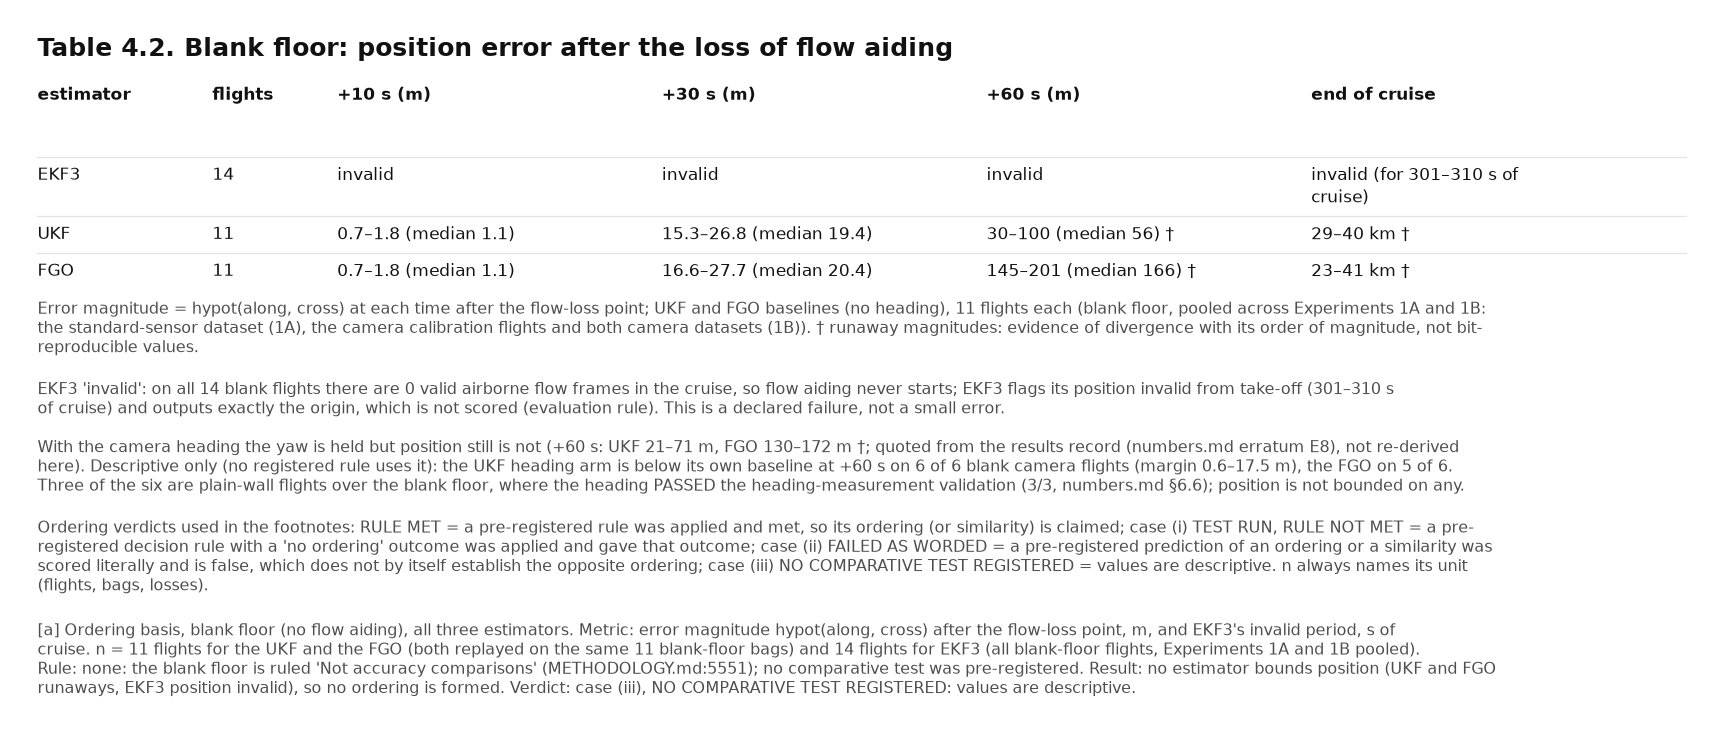 Table 4.2. Blank floor: position error after the loss of flow aiding
estimator flights +10 s (m) +30 s (m) +60 s (m) end of cruise
EKF3 14 invalid invalid invalid invalid (for 301–310 s of
cruise)
UKF 11 0.7–1.8 (median 1.1) 15.3–26.8 (median 19.4) 30–100 (median 56) † 29–40 km †
FGO 11 0.7–1.8 (median 1.1) 16.6–27.7 (median 20.4) 145–201 (median 166) † 23–41 km †
Error magnitude = hypot(along, cross) at each time after the flow-loss point; UKF and FGO baselines (no heading), 11 flights each (blank floor, pooled across Experiments 1A and 1B:
the standard-sensor dataset (1A), the camera calibration flights and both camera datasets (1B)). † runaway magnitudes: evidence of divergence with its order of magnitude, not bit-
reproducible values.
EKF3 'invalid': on all 14 blank flights there are 0 valid airborne flow frames in the cruise, so flow aiding never starts; EKF3 flags its position invalid from take-off (301–310 s
of cruise) and outputs exactly the origin, which is not scored (evaluation rule). This is a declared failure, not a small error.
With the camera heading the yaw is held but position still is not (+60 s: UKF 21–71 m, FGO 130–172 m †; quoted from the results record (numbers.md erratum E8), not re-derived
here). Descriptive only (no registered rule uses it): the UKF heading arm is below its own baseline at +60 s on 6 of 6 blank camera flights (margin 0.6–17.5 m), the FGO on 5 of 6.
Three of the six are plain-wall flights over the blank floor, where the heading PASSED the heading-measurement validation (3/3, numbers.md §6.6); position is not bounded on any.
Ordering verdicts used in the footnotes: RULE MET = a pre-registered rule was applied and met, so its ordering (or similarity) is claimed; case (i) TEST RUN, RULE NOT MET = a pre-
registered decision rule with a 'no ordering' outcome was applied and gave that outcome; case (ii) FAILED AS WORDED = a pre-registered prediction of an ordering or a similarity was
scored literally and is false, which does not by itself establish the opposite ordering; case (iii) NO COMPARATIVE TEST REGISTERED = values are descriptive. n always names its unit
(flights, bags, losses).
[a] Ordering basis, blank floor (no flow aiding), all three estimators. Metric: error magnitude hypot(along, cross) after the flow-loss point, m, and EKF3's invalid period, s of
cruise. n = 11 flights for the UKF and the FGO (both replayed on the same 11 blank-floor bags) and 14 flights for EKF3 (all blank-floor flights, Experiments 1A and 1B pooled).
Rule: none: the blank floor is ruled 'Not accuracy comparisons' (METHODOLOGY.md:5551); no comparative test was pre-registered. Result: no estimator bounds position (UKF and FGO
runaways, EKF3 position invalid), so no ordering is formed. Verdict: case (iii), NO COMPARATIVE TEST REGISTERED: values are descriptive.